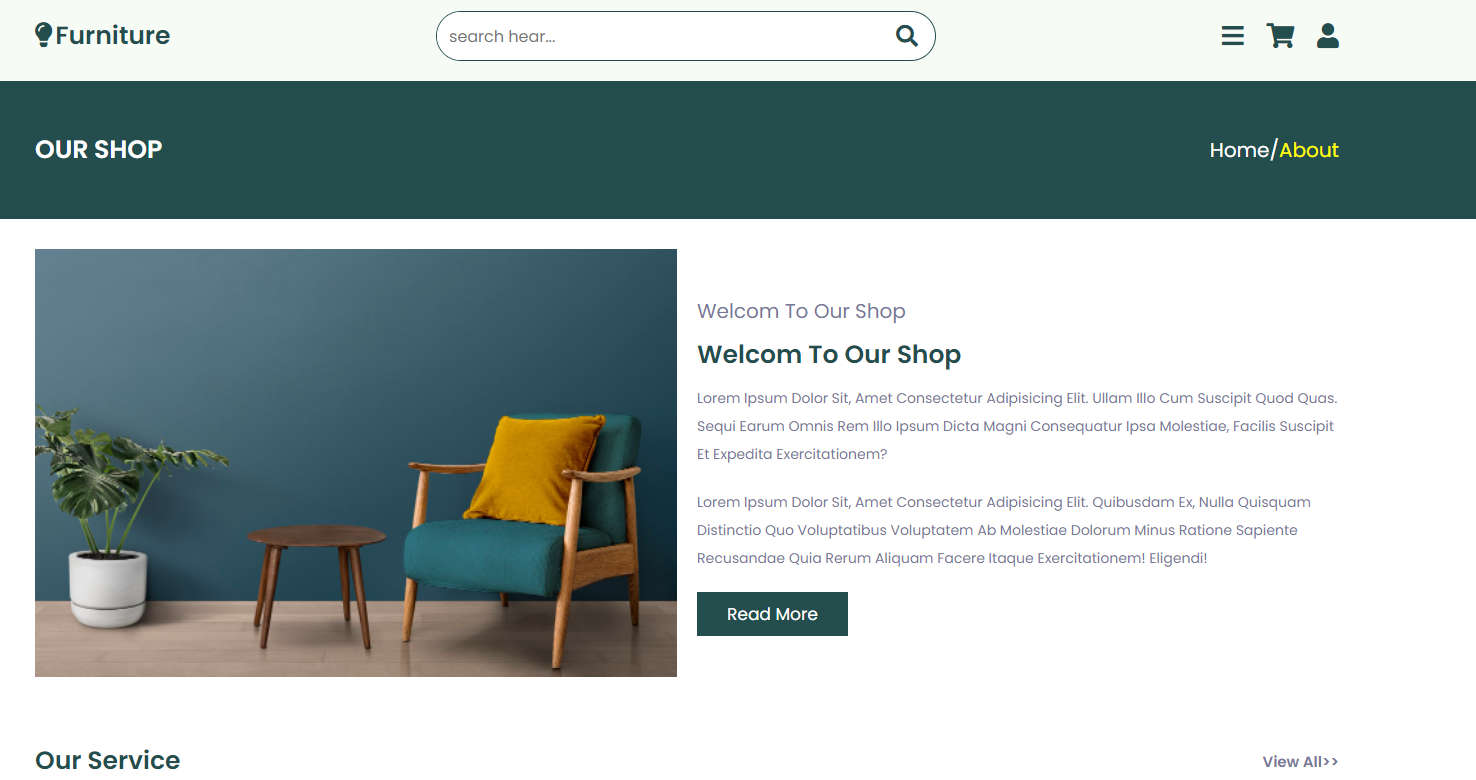 Furniture
search hear...
OUR SHOP
Home/About
Welcom To Our Shop
Welcom To Our Shop
Lorem Ipsum Dolor Sit, Amet Consectetur Adipisicing Elit. Ullam Illo Cum Suscipit Quod Quas.
Sequi Earum Omnis Rem Illo Ipsum Dicta Magni Consequatur Ipsa Molestiae, Facilis Suscipit
Et Expedita Exercitationem?
Lorem Ipsum Dolor Sit, Amet Consectetur Adipisicing Elit. Quibusdam Ex, Nulla Quisquam
Distinctio Quo Voluptatibus Voluptatem Ab Molestiae Dolorum Minus Ratione Sapiente
Recusandae Quia Rerum Aliquam Facere Itaque Exercitationem! Eligendi!
Read More
Our Service
View All>>